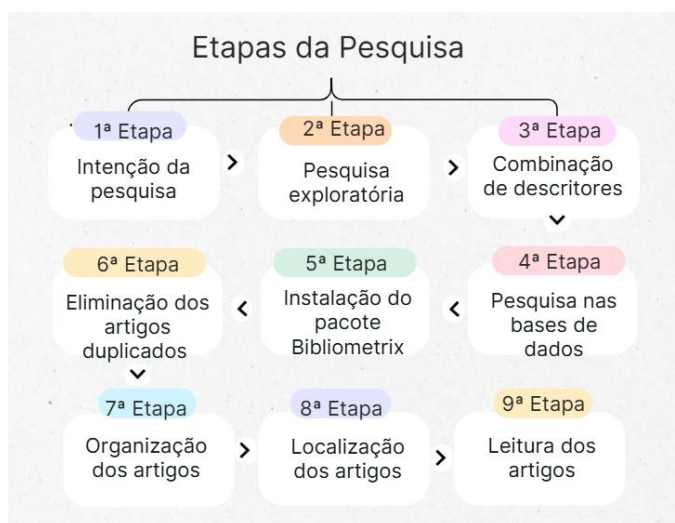 Etapas da Pesquisa
1ª Etapa
Intenção da
pesquisa
2ª Etapa
Pesquisa
exploratória
3ª Etapa
Combinação
de descritores
4ª Etapa
Pesquisa nas
bases de
dados
5ª Etapa
Instalação do
pacote
Bibliometrix
6ª Etapa
Eliminação dos
artigos
duplicados
7ª Etapa
Organização
dos artigos
8ª Etapa
Localização
dos artigos
9ª Etapa
Leitura dos
artigos